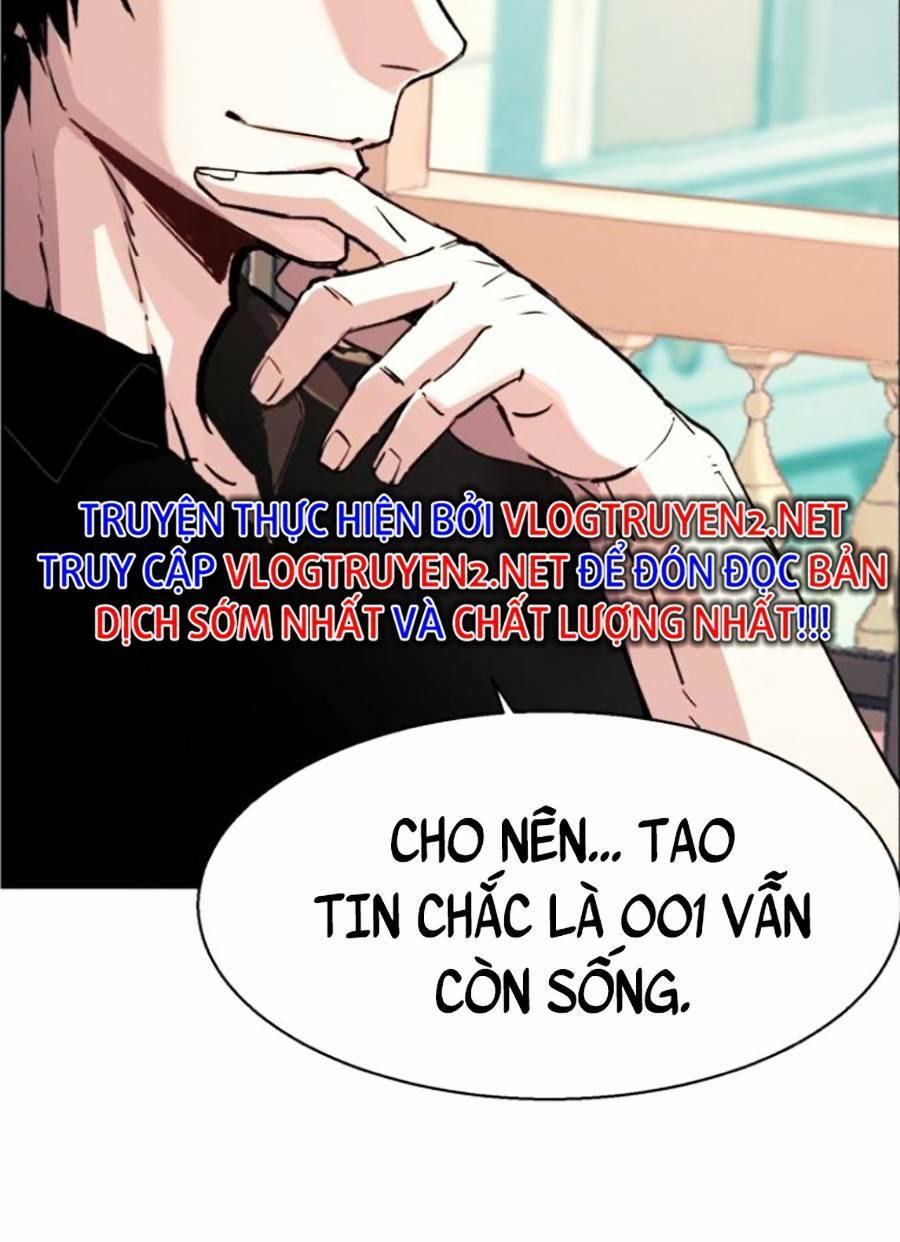 TRUYỆN THỰC HIỆN BỞI VLOGTRUYEN2.NET
TRUY CẬP VLOGTRUYEN2.NET ĐỂ ĐÓN ĐỌC BẢN
DỊCH SỚM NHẤT VÀ CHẤT LƯỢNG NHẤT!!!
CHO NÊN... TAO
TIN CHẮC LÀ 001 VẪN
CÒN SỐNG.